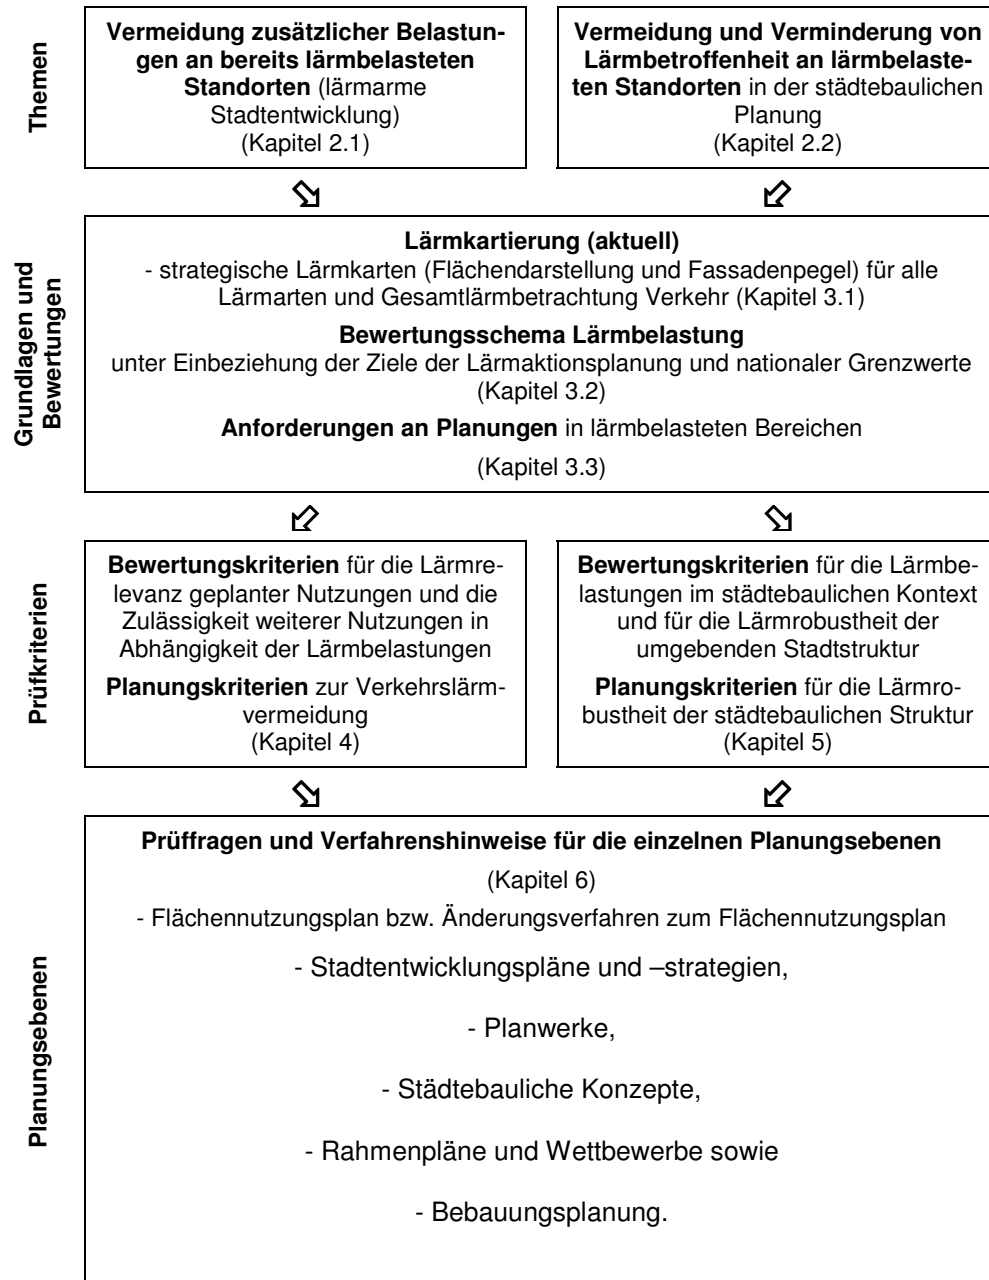 Themen
Vermeidung zusätzlicher Belastun-
gen an bereits lärmbelasteten
Standorten (lärmarme
Stadtentwicklung)
(Kapitel 2.1)
Vermeidung und Verminderung von
Lärmbetroffenheit an lärmbelaste-
ten Standorten in der städtebaulichen
Planung
(Kapitel 2.2)
Grundlagen und
Bewertungen
Lärmkartierung (aktuell)
- strategische Lärmkarten (Flächendarstellung und Fassadenpegel) für alle
Lärmarten und Gesamtlärmbetrachtung Verkehr (Kapitel 3.1)
Bewertungsschema Lärmbelastung
unter Einbeziehung der Ziele der Lärmaktionsplanung und nationaler Grenzwerte
(Kapitel 3.2)
Anforderungen an Planungen in lärmbelasteten Bereichen
(Kapitel 3.3)
Prüfkriterien
Bewertungskriterien für die Lärmre-
levanz geplanter Nutzungen und die
Zulässigkeit weiterer Nutzungen in
Abhängigkeit der Lärmbelastungen
Planungskriterien zur Verkehrslärm-
vermeidung
(Kapitel 4)
Bewertungskriterien für die Lärmbe-
lastungen im städtebaulichen Kontext
und für die Lärmrobustheit der
umgebenden Stadtstruktur
Planungskriterien für die Lärmro-
bustheit der städtebaulichen Struktur
(Kapitel 5)
Planungsebenen
Prüffragen und Verfahrenshinweise für die einzelnen Planungsebenen
(Kapitel 6)
- Flächennutzungsplan bzw. Änderungsverfahren zum Flächennutzungsplan
- Stadtentwicklungspläne und –strategien,
- Planwerke,
- Städtebauliche Konzepte,
- Rahmenpläne und Wettbewerbe sowie
- Bebauungsplanung.